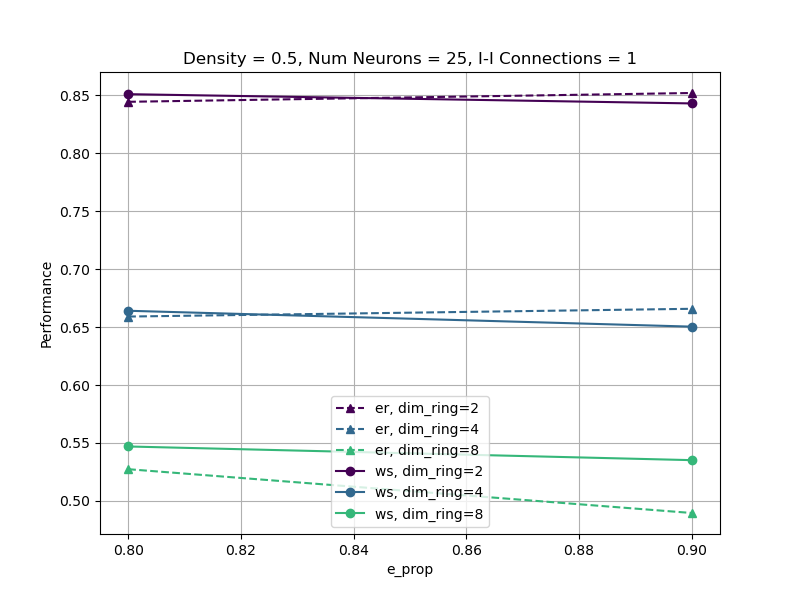 Density = 0.5, Num Neurons = 25, I-I Connections = 1
Performance
0.85
0.80
0.75
0.70
0.65
0.60
0.55
0.50
er, dim_ring=2
er, dim_ring=4
er, dim_ring=8
ws, dim_ring=2
ws, dim_ring=4
ws, dim_ring=8
0.80 0.82 0.84 0.86 0.88 0.90
e_prop